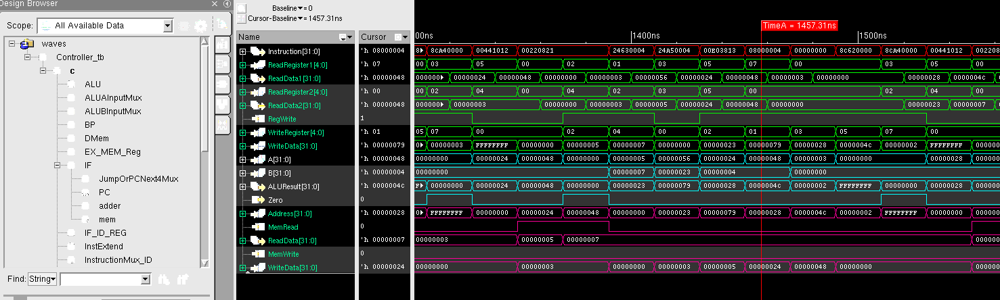 Design Browser
Scope: All Available Data
waves
Controller_tb
c
ALU
ALUAInputMux
ALUBInputMux
BP
DMem
EX_MEM_Reg
IF
JumpOrPCNext4Mux
PC
adder
mem
IF_ID_REG
InstExtend
InstructionMux_ID
Find: String
Baseline = 0
Cursor-Baseline = 1457.31ns
Name Cursor
TimeA = 1457.31ns
00ns 1400ns 1500ns
Instruction[31:0] 'h 08000004 8 8cA40000 00441012 00220821 24630004 24A50004 00E03813 08000004 00000000 8c620000 8cA40000 00441012 002208
ReadRegister1[4:0] 'h 07 00 03 05 00 02 01 03 05 07 00 03 05 00
ReadData1[31:0] 'h 00000048 000000 00000024 00000048 00000000 00000003 00000056 00000024 00000048 00000003 00000000 00000028 0000004c 0000
ReadRegister2[4:0] 'h 00 00 02 04 00 04 02 03 05 00 02 04 00
ReadData2[31:0] 'h 00000048 000000 00000003 00000000 00000003 00000005 00000024 00000048 00000000 00000023 00000007 0000
RegWrite 1
WriteRegister[4:0] 'h 01 05 07 00 02 04 00 02 01 03 05 07 00
WriteData[31:0] 'h 00000079 0 00000003 FFFFFFFF 00000000 00000005 00000007 00000000 00000023 00000079 00000028 0000004c 00000002 FFFFFFFF 000000
A[31:0] 'h 00000048 00000000 00000024 00000048 00000000 00000005 00000056 00000024 00000048 00000003 00000000 00000028 000000
B[31:0] 'h 00000004 00000000 00000007 00000023 00000004 00000000
ALUResult[31:0] 'h 0000004c F 00000000 00000024 00000048 00000000 00000023 00000079 00000028 0000004c 00000002 FFFFFFFF 00000000 00000028 000000
Zero 0
Address[31:0] 'h 00000028 0 FFFFFFFF 00000000 00000024 00000048 00000000 00000023 00000079 00000028 0000004c 00000002 FFFFFFFF 00000000 000000
MemRead 0
ReadData[31:0] 'h 00000007 00000003 00000005 00000007 000000
MemWrite 0
WriteData[31:0] 'h 00000024 00000000 00000003 00000000 00000003 00000005 00000024 00000048 00000000 000000